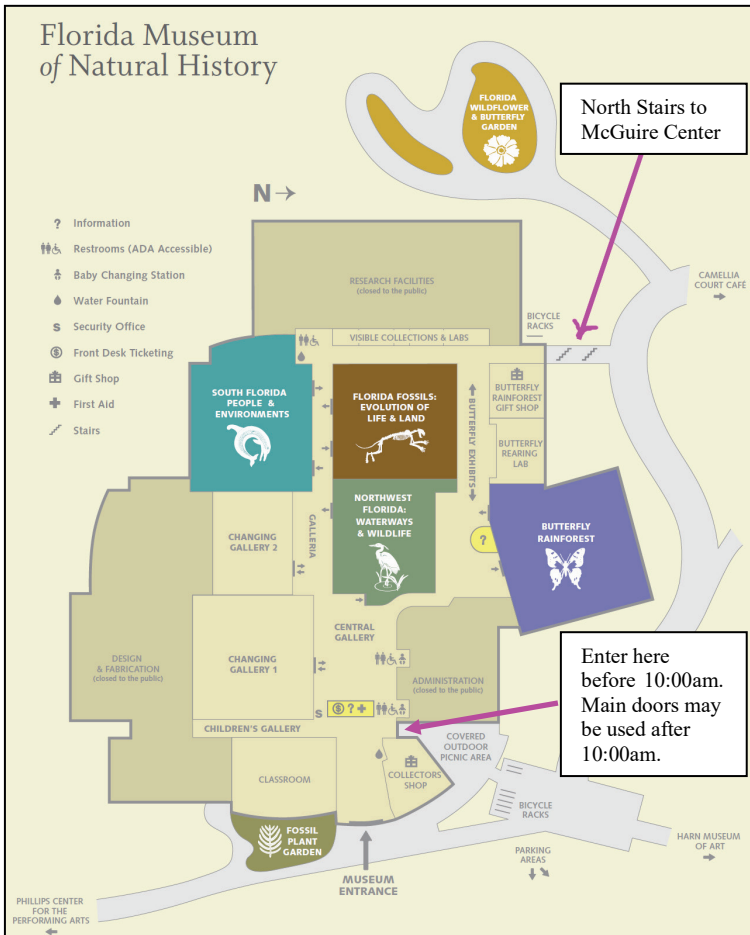 Florida Museum
of Natural History
FLORIDA
WILDFLOWER
& BUTTERFLY
GARDEN
North Stairs to
McGuire Center
N
? Information
Restrooms (ADA Accessible)
Baby Changing Station
Water Fountain
S Security Office
$ Front Desk Ticketing
Gift Shop
+ First Aid
Stairs
RESEARCH FACILITIES
(closed to the public)
CAMELLIA
COURT CAFÉ
BICYCLE
RACKS
VISIBLE COLLECTIONS & LABS
SOUTH FLORIDA
PEOPLE &
ENVIRONMENTS
FLORIDA FOSSILS:
EVOLUTION OF
LIFE & LAND
BUTTERFLY EXHIBITS
BUTTERFLY
RAINFOREST
GIFT SHOP
BUTTERFLY
REARING
LAB
NORTHWEST
FLORIDA:
WATERWAYS
& WILDLIFE
BUTTERFLY
RAINFOREST
?
CHANGING
GALLERY 2
GALLERIA
CENTRAL
GALLERY
DESIGN
& FABRICATION
(closed to the public)
CHANGING
GALLERY 1
ADMINISTRATION
(closed to the public)
Enter here
before 10:00am.
Main doors may
be used after
10:00am.
S
$ ? +
CHILDREN'S GALLERY
COVERED
OUTDOOR
PICNIC AREA
CLASSROOM
COLLECTORS
SHOP
BICYCLE
RACKS
FOSSIL
PLANT
GARDEN
HARN MUSEUM
OF ART
PARKING
AREAS
MUSEUM
ENTRANCE
PHILLIPS CENTER
FOR THE
PERFORMING ARTS